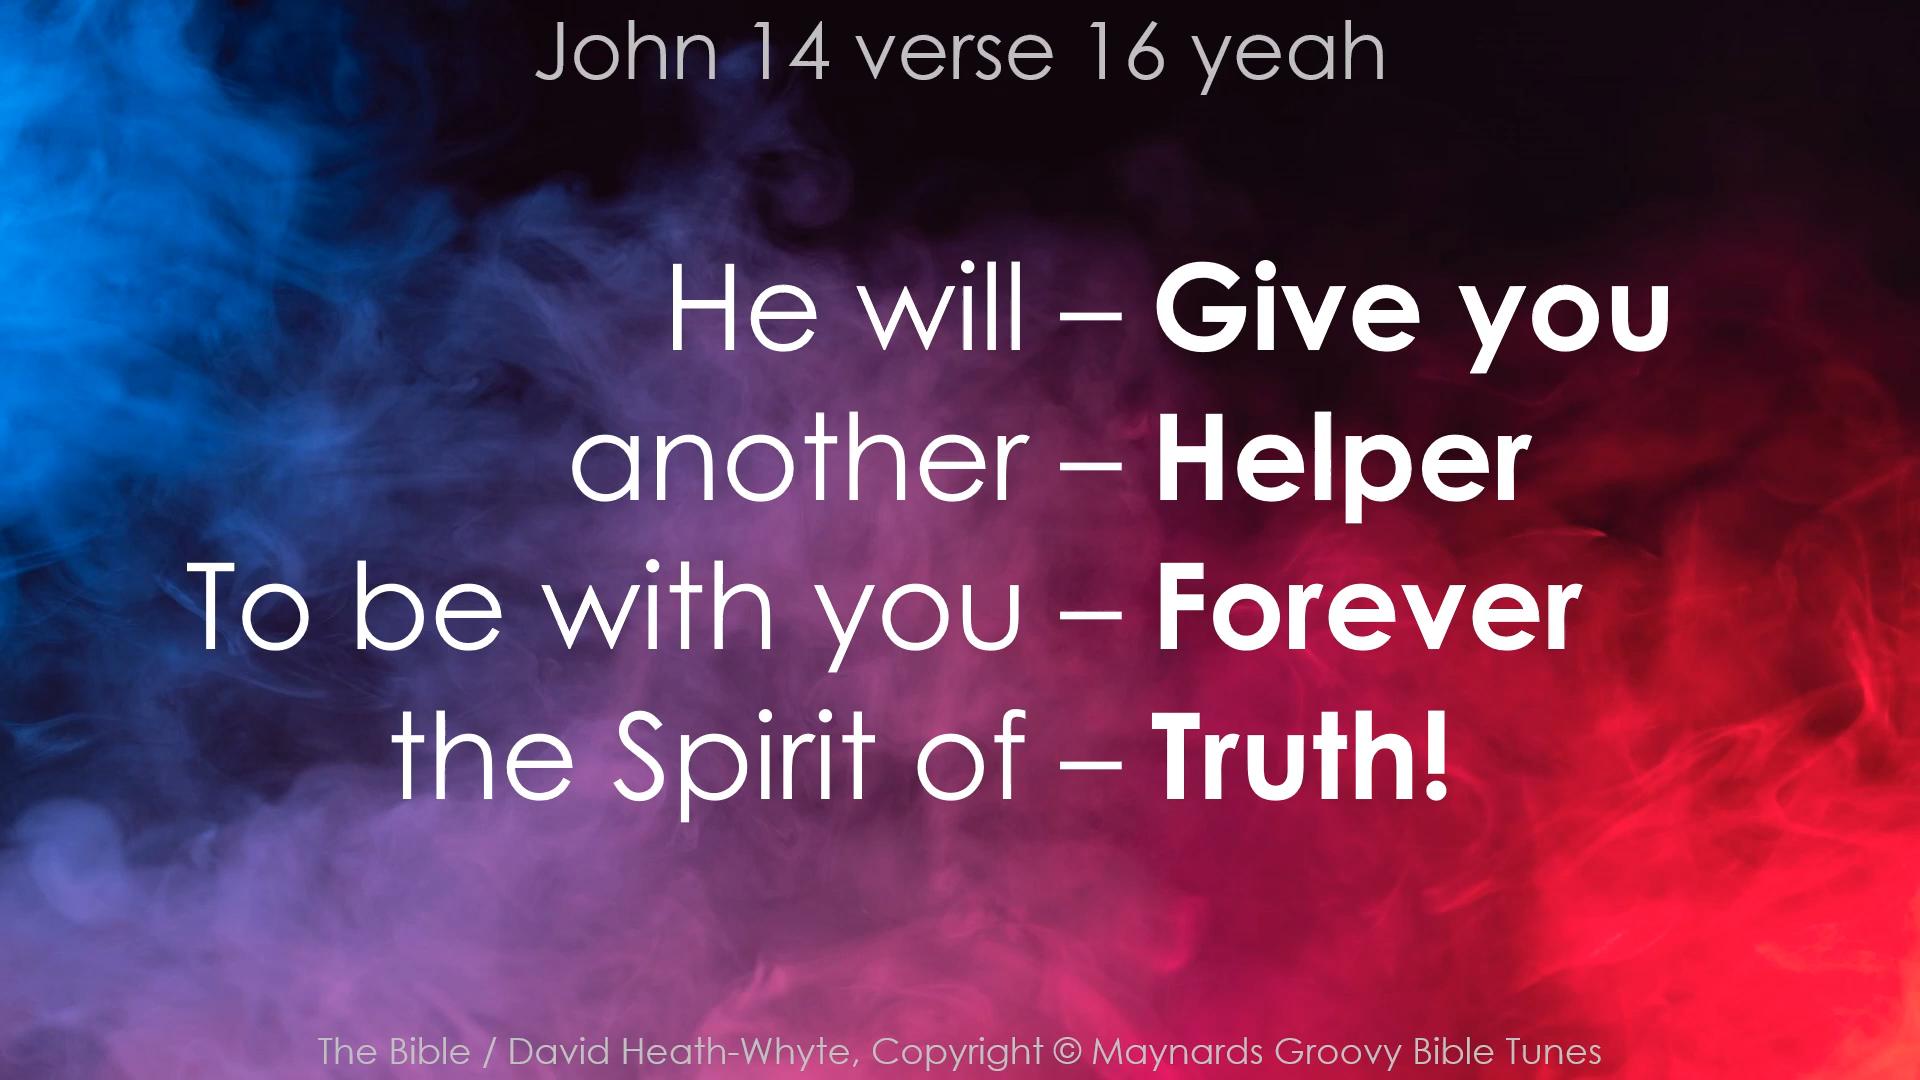 John 14 verse 16 yeah
He will – Give you
another – Helper
To be with you – Forever
the Spirit of – Truth!
The Bible / David Heath-Whyte, Copyright © Maynards Groovy Bible Tunes